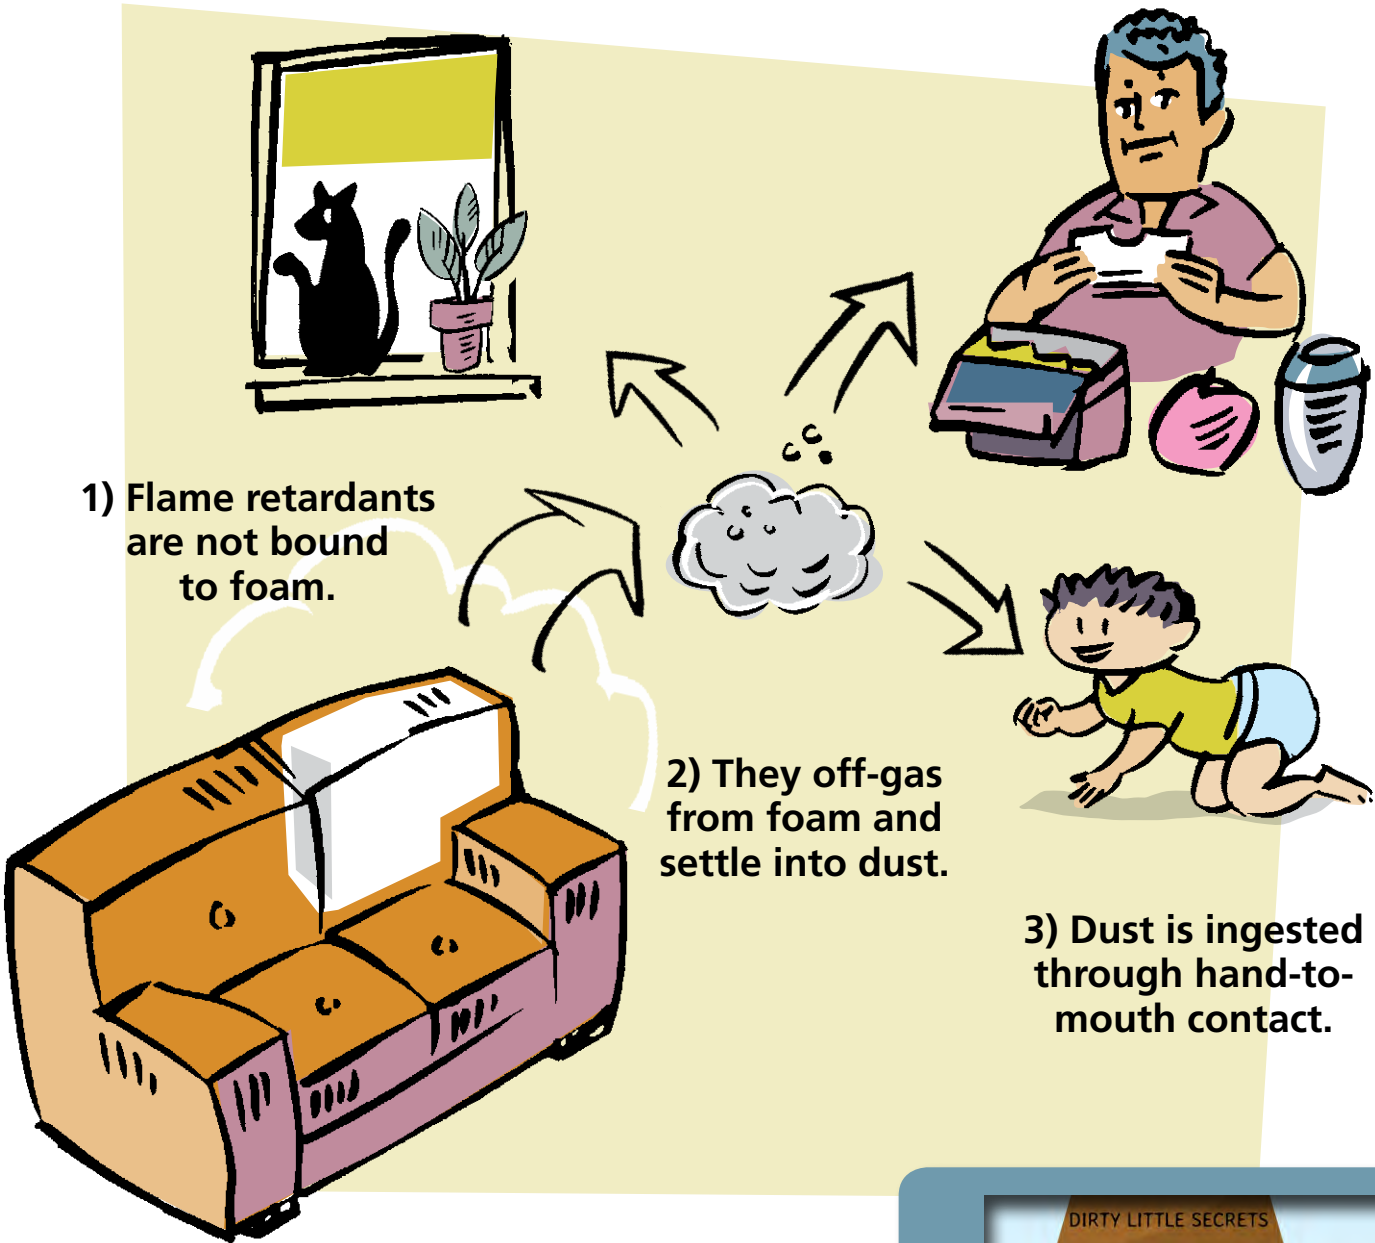 1) Flame retardants
are not bound
to foam.
2) They off-gas
from foam and
settle into dust.
3) Dust is ingested
through hand-to-
mouth contact.
DIRTY LITTLE SECRETS